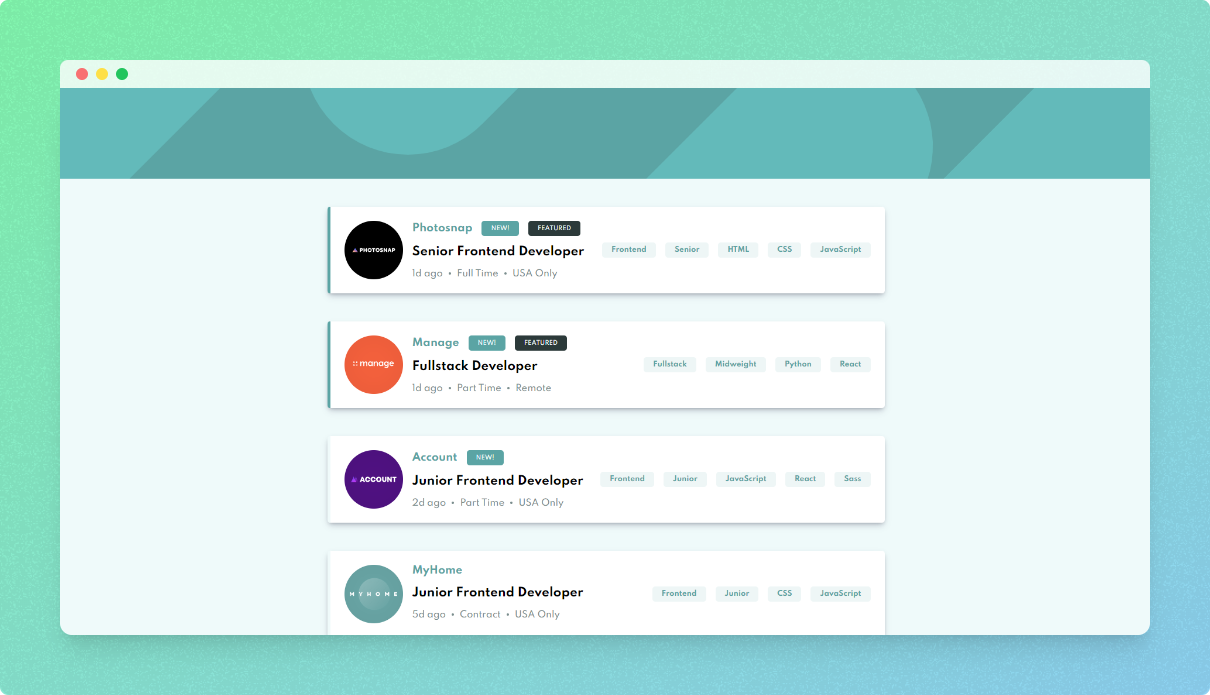 Photosnap NEW! FEATURED
PHOTOSNAP
Senior Frontend Developer
Frontend Senior HTML CSS JavaScript
1d ago • Full Time • USA Only
Manage NEW! FEATURED
manage
Fullstack Developer
Fullstack Midweight Python React
1d ago • Part Time • Remote
Account NEW!
ACCOUNT
Junior Frontend Developer
Frontend Junior JavaScript React Sass
2d ago • Part Time • USA Only
MyHome
MYHOME
Junior Frontend Developer
Frontend Junior CSS JavaScript
5d ago • Contract • USA Only